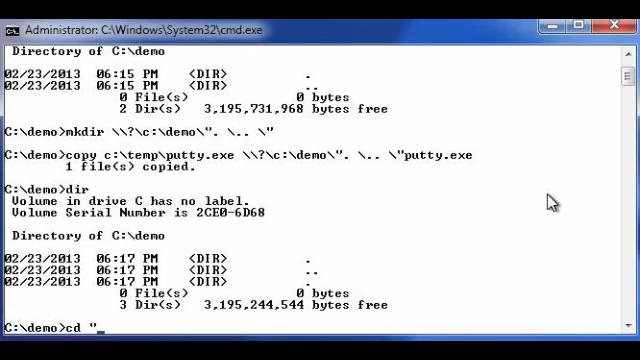 Administrator: C:\Windows\System32\cmd.exe
Directory of C:\demo
02/23/2013  06:15 PM    <DIR>          .
02/23/2013  06:15 PM    <DIR>          ..
0 File(s)              0 bytes
2 Dir(s)   3,195,731,968 bytes free
C:\demo>mkdir \\?\c:\demo\". \.. \"
C:\demo>copy c:\temp\putty.exe \\?\c:\demo\". \.. \"putty.exe
1 file(s) copied.
C:\demo>dir
Volume in drive C has no label.
Volume Serial Number is 2CE0-6D68
Directory of C:\demo
02/23/2013  06:17 PM    <DIR>          .
02/23/2013  06:17 PM    <DIR>          ..
02/23/2013  06:17 PM    <DIR>          .
0 File(s)              0 bytes
3 Dir(s)   3,195,244,544 bytes free
C:\demo>cd "_